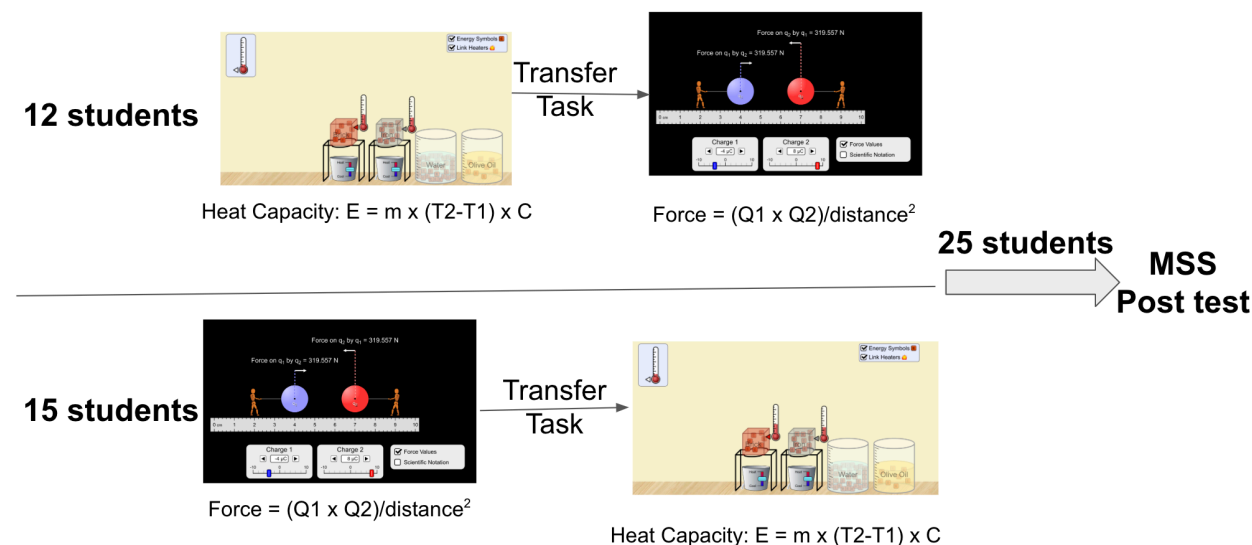 Energy Symbols
Link Heaters
12 students
Transfer
Task
Force on q₂ by q₁ = 319.557 N
Force on q₁ by q₂ = 319.557 N
0 cm 1 2 3 4 5 6 7 8 9 10
Charge 1
-4 µC
-10 0 10
Charge 2
8 µC
-10 0 10
Force Values
Scientific Notation
Water
Olive Oil
Heat Capacity: E = m x (T2-T1) x C
Force = (Q1 x Q2)/distance²
25 students
MSS
Post test
15 students
Force on q₂ by q₁ = 319.557 N
Force on q₁ by q₂ = 319.557 N
0 cm 1 2 3 4 5 6 7 8 9 10
Charge 1
-4 µC
-10 0 10
Charge 2
8 µC
-10 0 10
Force Values
Scientific Notation
Force = (Q1 x Q2)/distance²
Transfer
Task
Energy Symbols
Link Heaters
Water
Olive Oil
Heat Capacity: E = m x (T2-T1) x C